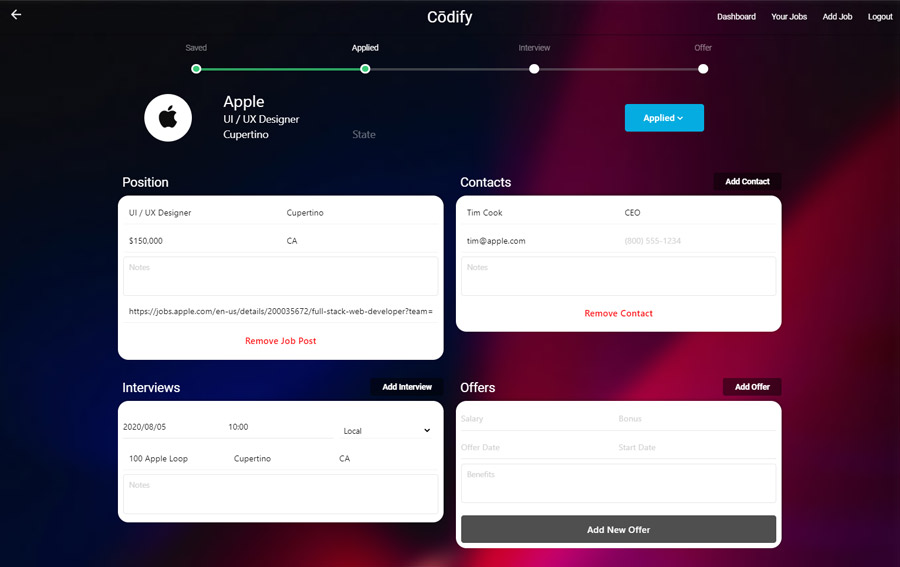 Cōdify
Dashboard Your Jobs Add Job Logout
Saved Applied Interview Offer
Apple
UI / UX Designer
Cupertino State
Applied
Position
UI / UX Designer Cupertino
$150,000 CA
Notes
https://jobs.apple.com/en-us/details/200035672/full-stack-web-developer?team=
Remove Job Post
Contacts Add Contact
Tim Cook CEO
tim@apple.com (800) 555-1234
Notes
Remove Contact
Interviews Add Interview
2020/08/05 10:00 Local
100 Apple Loop Cupertino CA
Notes
Offers Add Offer
Salary Bonus
Offer Date Start Date
Benefits
Add New Offer